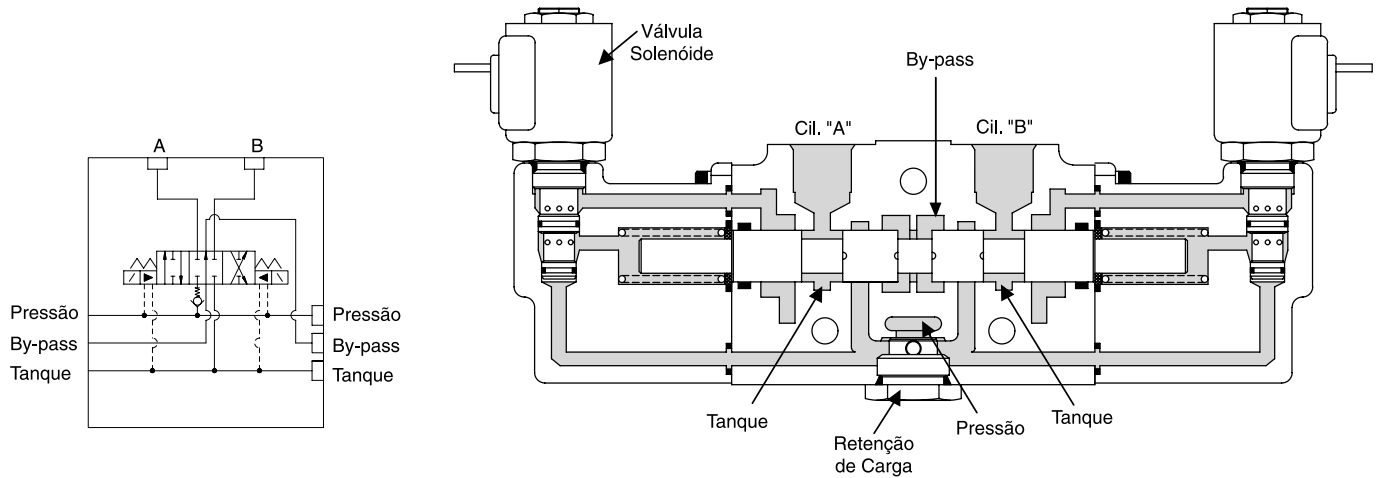 A
B
Pressão
By-pass
Tanque
Pressão
By-pass
Tanque
Válvula
Solenóide
By-pass
Cil. "A"
Cil. "B"
Tanque
Retenção
de Carga
Pressão
Tanque